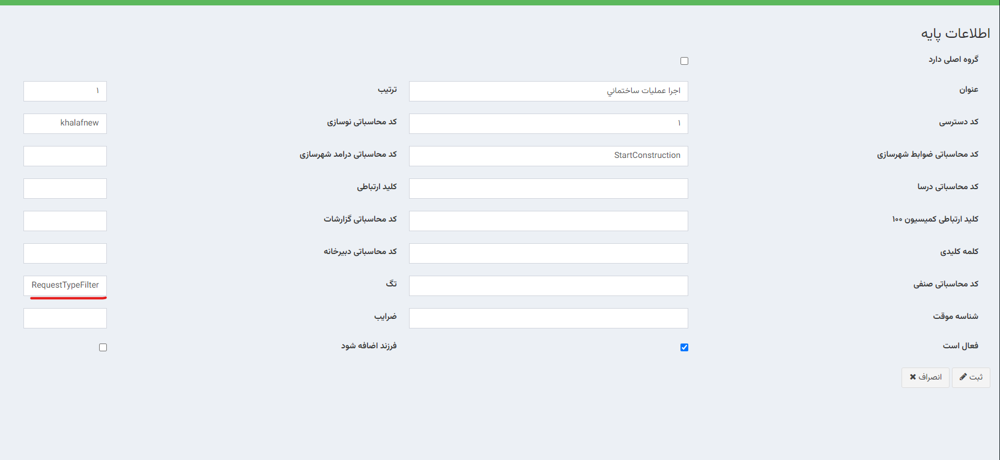 اطلاعات پایه
گروه اصلی دارد
عنوان اجرا عمليات ساختماني ترتیب ۱
کد دسترسی ۱ کد محاسباتی نوسازی khalafnew
کد محاسباتی ضوابط شهرسازی StartConstruction کد محاسباتی درامد شهرسازی
کد محاسباتی درسا کلید ارتباطی
کلید ارتباطی کمیسیون ۱۰۰ کد محاسباتی گزارشات
کلمه کلیدی کد محاسباتی دبیرخانه
کد محاسباتی صنفی تگ RequestTypeFilter
شناسه موقت ضرایب
فعال است فرزند اضافه شود
ثبت انصراف